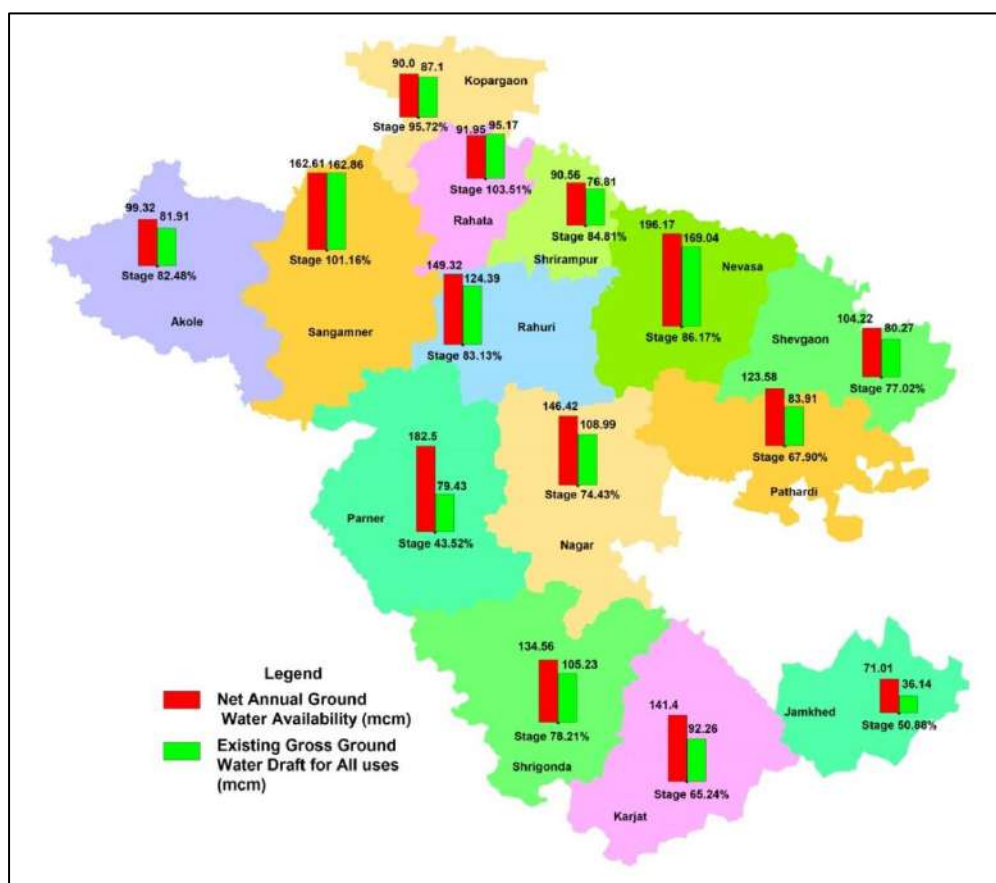 90.0 87.1
Kopargaon
Stage 95.72%
91.95 95.17
Stage 103.51%
Rahata
162.61 162.86
Stage 101.16%
Sangamner
99.32 81.91
Stage 82.48%
Akole
90.56 76.81
Stage 84.81%
Shrirampur
196.17 169.04
Nevasa
Stage 86.17%
149.32 124.39
Rahuri
Stage 83.13%
104.22 80.27
Shevgaon
Stage 77.02%
123.58 83.91
Stage 67.90%
Pathardi
146.42 108.99
Stage 74.43%
Nagar
182.5 79.43
Parner
Stage 43.52%
134.56 105.23
Stage 78.21%
Shrigonda
141.4 92.26
Stage 65.24%
Karjat
71.01 36.14
Jamkhed
Stage 50.88%
Legend
Net Annual Ground
Water Availability (mcm)
Existing Gross Ground
Water Draft for All uses
(mcm)